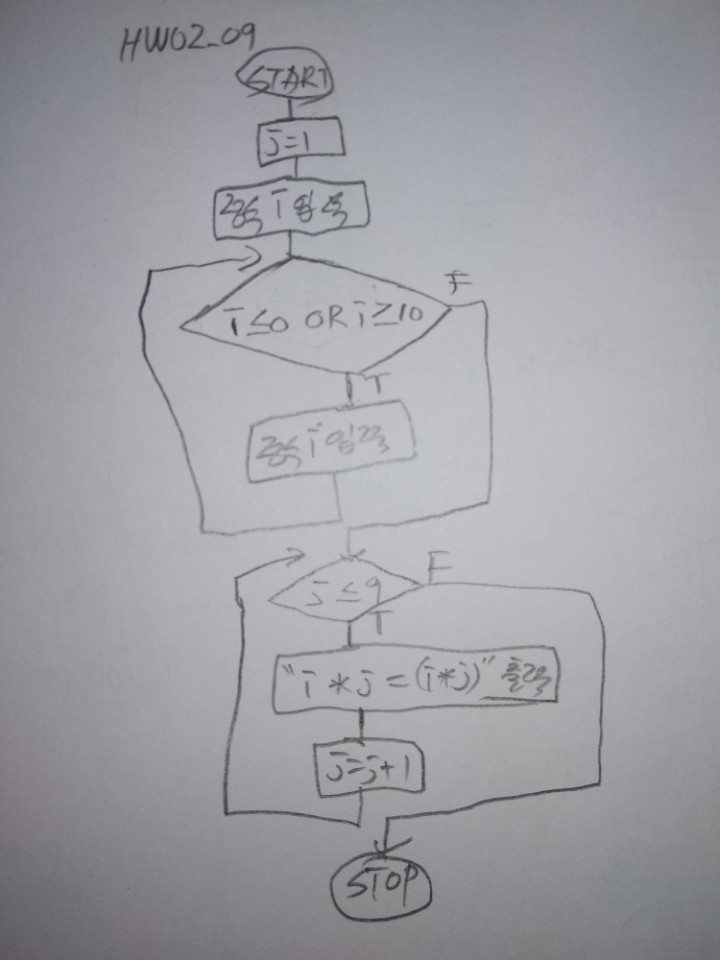 HW02_09
START
j=1
정수 i 입력
i≤0 OR i≥10
F
T
정수 i 입력
j≤9
F
T
"i*j=(i*j)" 출력
j=j+1
STOP